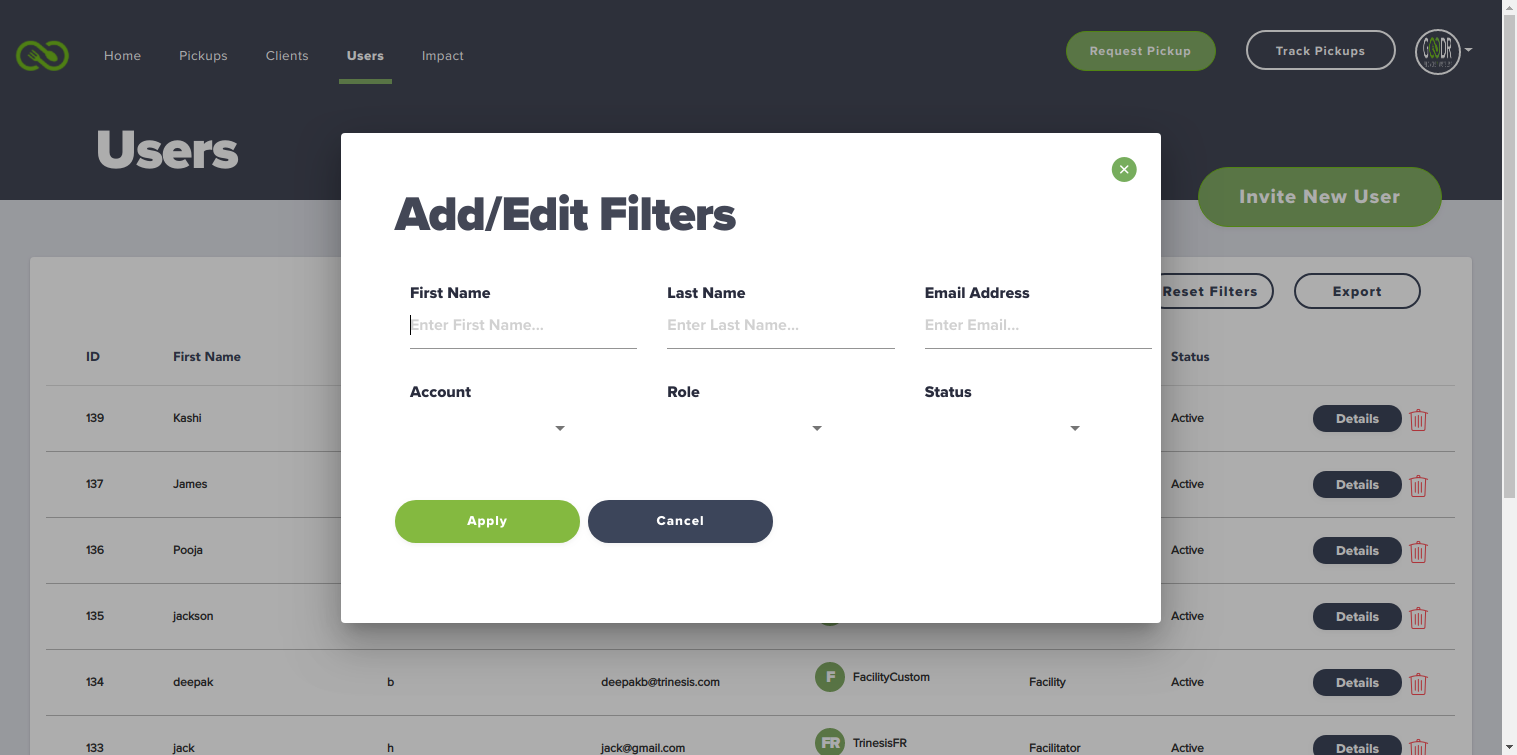 Home Pickups Clients Users Impact Request Pickup Track Pickups GOODR
Users
Invite New User
Add/Edit Filters
Reset Filters Export
First Name Last Name Email Address
Enter First Name... Enter Last Name... Enter Email...
ID First Name Status
Account Role Status
139 Kashi Active Details
137 James Active Details
Apply Cancel
136 Pooja Active Details
135 jackson Active Details
134 deepak b deepakb@trinesis.com F FacilityCustom Facility Active Details
133 jack h jack@gmail.com FR TrinesisFR Facilitator Active Details